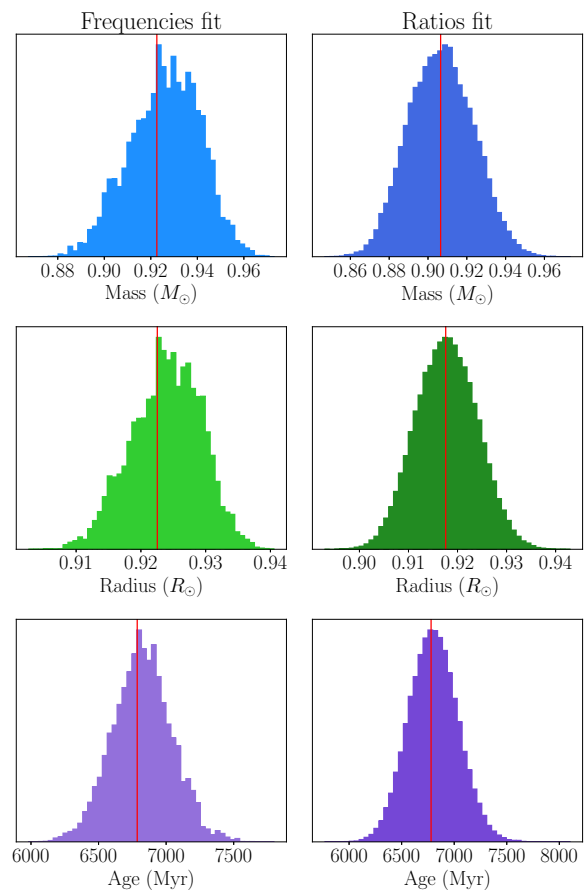 Frequencies fit
Ratios fit
0.88 0.90 0.92 0.94 0.96
Mass (M⊙)
0.86 0.88 0.90 0.92 0.94 0.96
Mass (M⊙)
0.91 0.92 0.93 0.94
Radius (R⊙)
0.90 0.91 0.92 0.93 0.94
Radius (R⊙)
6000 6500 7000 7500
Age (Myr)
6000 6500 7000 7500 8000
Age (Myr)